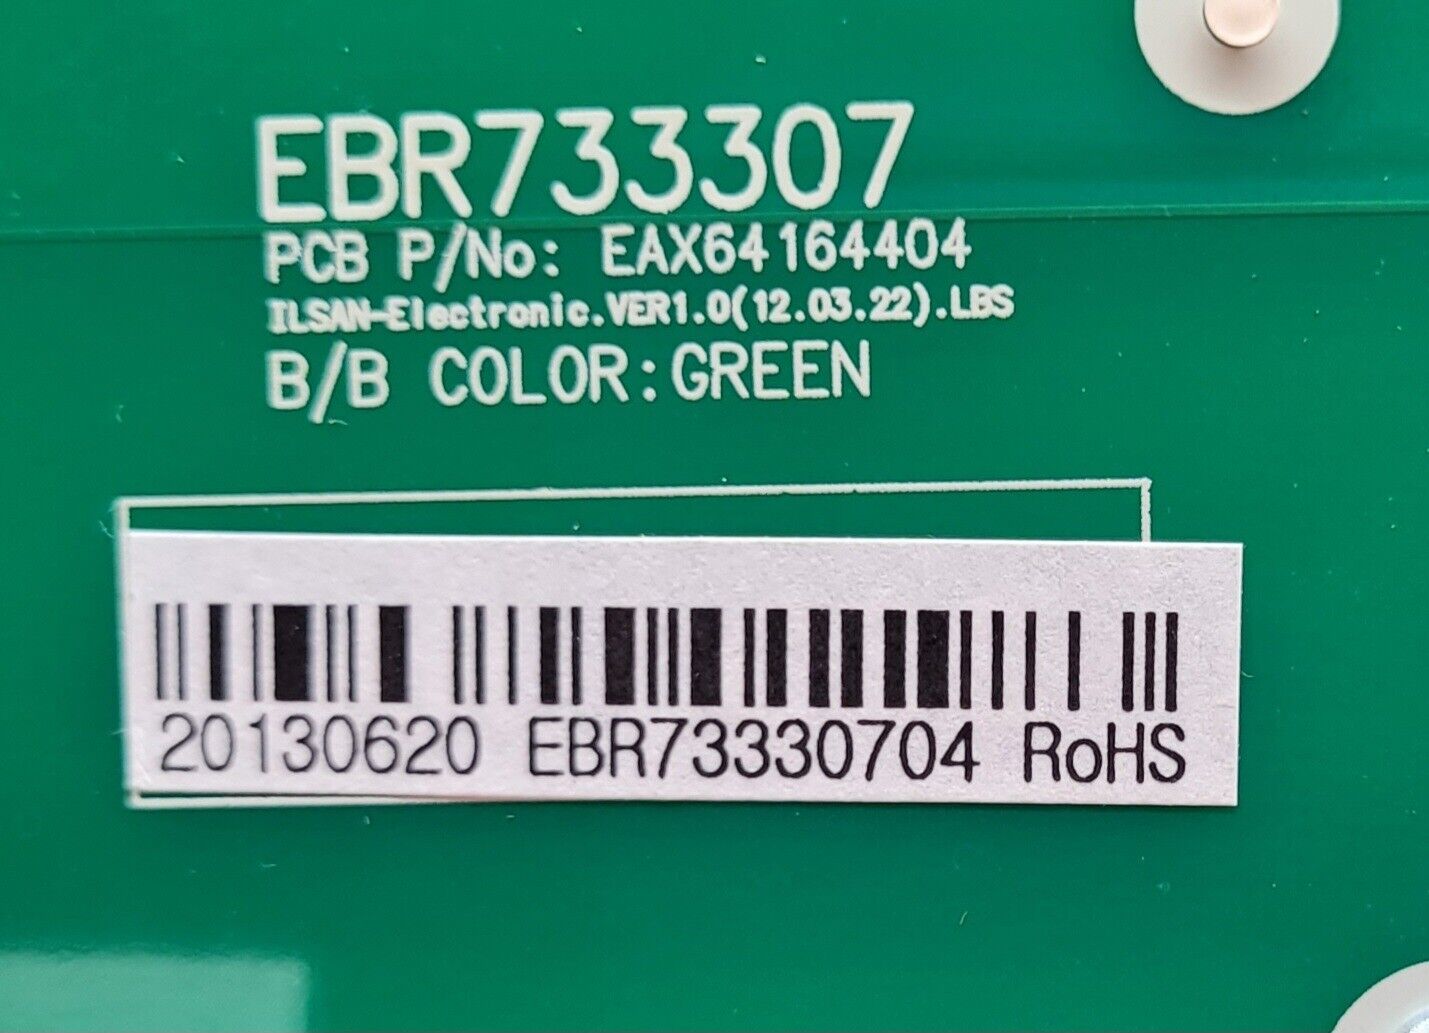 EBR733307
PCB P/No: EAX64164404
ILSAN-Electronic.VER1.0(12.03.22).LBS
B/B COLOR:GREEN
20130620 EBR73330704 RoHS